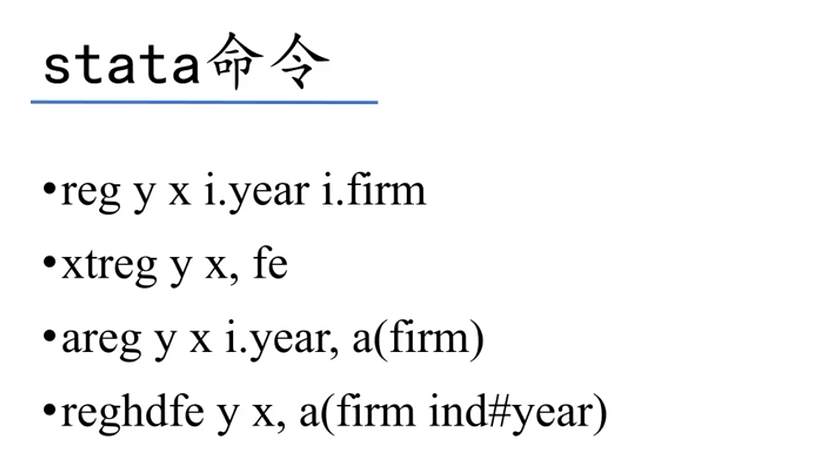 stata命令
•reg y x i.year i.firm
•xtreg y x, fe
•areg y x i.year, a(firm)
•reghdfe y x, a(firm ind#year)